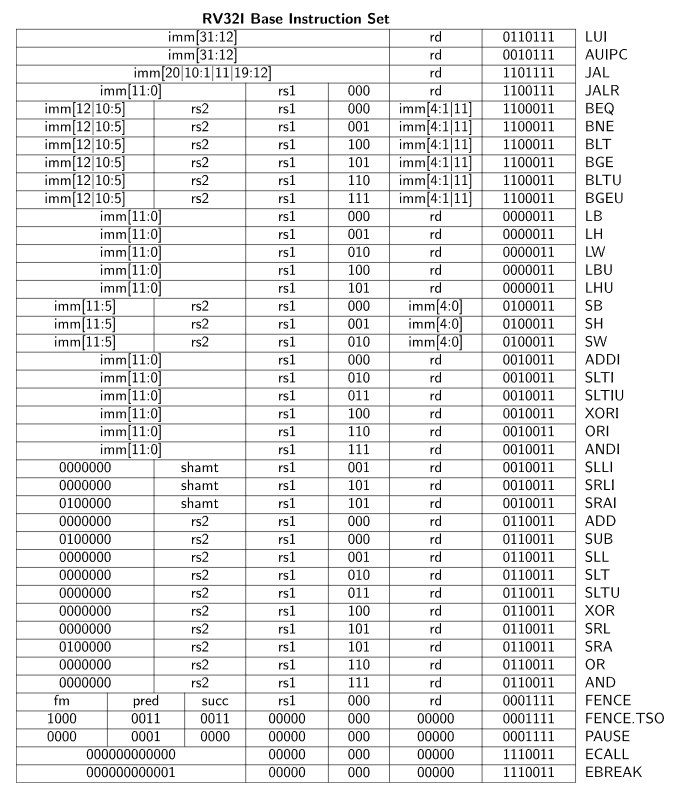 RV32I Base Instruction Set
imm[31:12] rd 0110111 LUI
imm[31:12] rd 0010111 AUIPC
imm[20|10:1|11|19:12] rd 1101111 JAL
imm[11:0] rs1 000 rd 1100111 JALR
imm[12|10:5] rs2 rs1 000 imm[4:1|11] 1100011 BEQ
imm[12|10:5] rs2 rs1 001 imm[4:1|11] 1100011 BNE
imm[12|10:5] rs2 rs1 100 imm[4:1|11] 1100011 BLT
imm[12|10:5] rs2 rs1 101 imm[4:1|11] 1100011 BGE
imm[12|10:5] rs2 rs1 110 imm[4:1|11] 1100011 BLTU
imm[12|10:5] rs2 rs1 111 imm[4:1|11] 1100011 BGEU
imm[11:0] rs1 000 rd 0000011 LB
imm[11:0] rs1 001 rd 0000011 LH
imm[11:0] rs1 010 rd 0000011 LW
imm[11:0] rs1 100 rd 0000011 LBU
imm[11:0] rs1 101 rd 0000011 LHU
imm[11:5] rs2 rs1 000 imm[4:0] 0100011 SB
imm[11:5] rs2 rs1 001 imm[4:0] 0100011 SH
imm[11:5] rs2 rs1 010 imm[4:0] 0100011 SW
imm[11:0] rs1 000 rd 0010011 ADDI
imm[11:0] rs1 010 rd 0010011 SLTI
imm[11:0] rs1 011 rd 0010011 SLTIU
imm[11:0] rs1 100 rd 0010011 XORI
imm[11:0] rs1 110 rd 0010011 ORI
imm[11:0] rs1 111 rd 0010011 ANDI
0000000 shamt rs1 001 rd 0010011 SLLI
0000000 shamt rs1 101 rd 0010011 SRLI
0100000 shamt rs1 101 rd 0010011 SRAI
0000000 rs2 rs1 000 rd 0110011 ADD
0100000 rs2 rs1 000 rd 0110011 SUB
0000000 rs2 rs1 001 rd 0110011 SLL
0000000 rs2 rs1 010 rd 0110011 SLT
0000000 rs2 rs1 011 rd 0110011 SLTU
0000000 rs2 rs1 100 rd 0110011 XOR
0000000 rs2 rs1 101 rd 0110011 SRL
0100000 rs2 rs1 101 rd 0110011 SRA
0000000 rs2 rs1 110 rd 0110011 OR
0000000 rs2 rs1 111 rd 0110011 AND
fm pred succ rs1 000 rd 0001111 FENCE
1000 0011 0011 00000 000 00000 0001111 FENCE.TSO
0000 0001 0000 00000 000 00000 0001111 PAUSE
000000000000 00000 000 00000 1110011 ECALL
000000000001 00000 000 00000 1110011 EBREAK